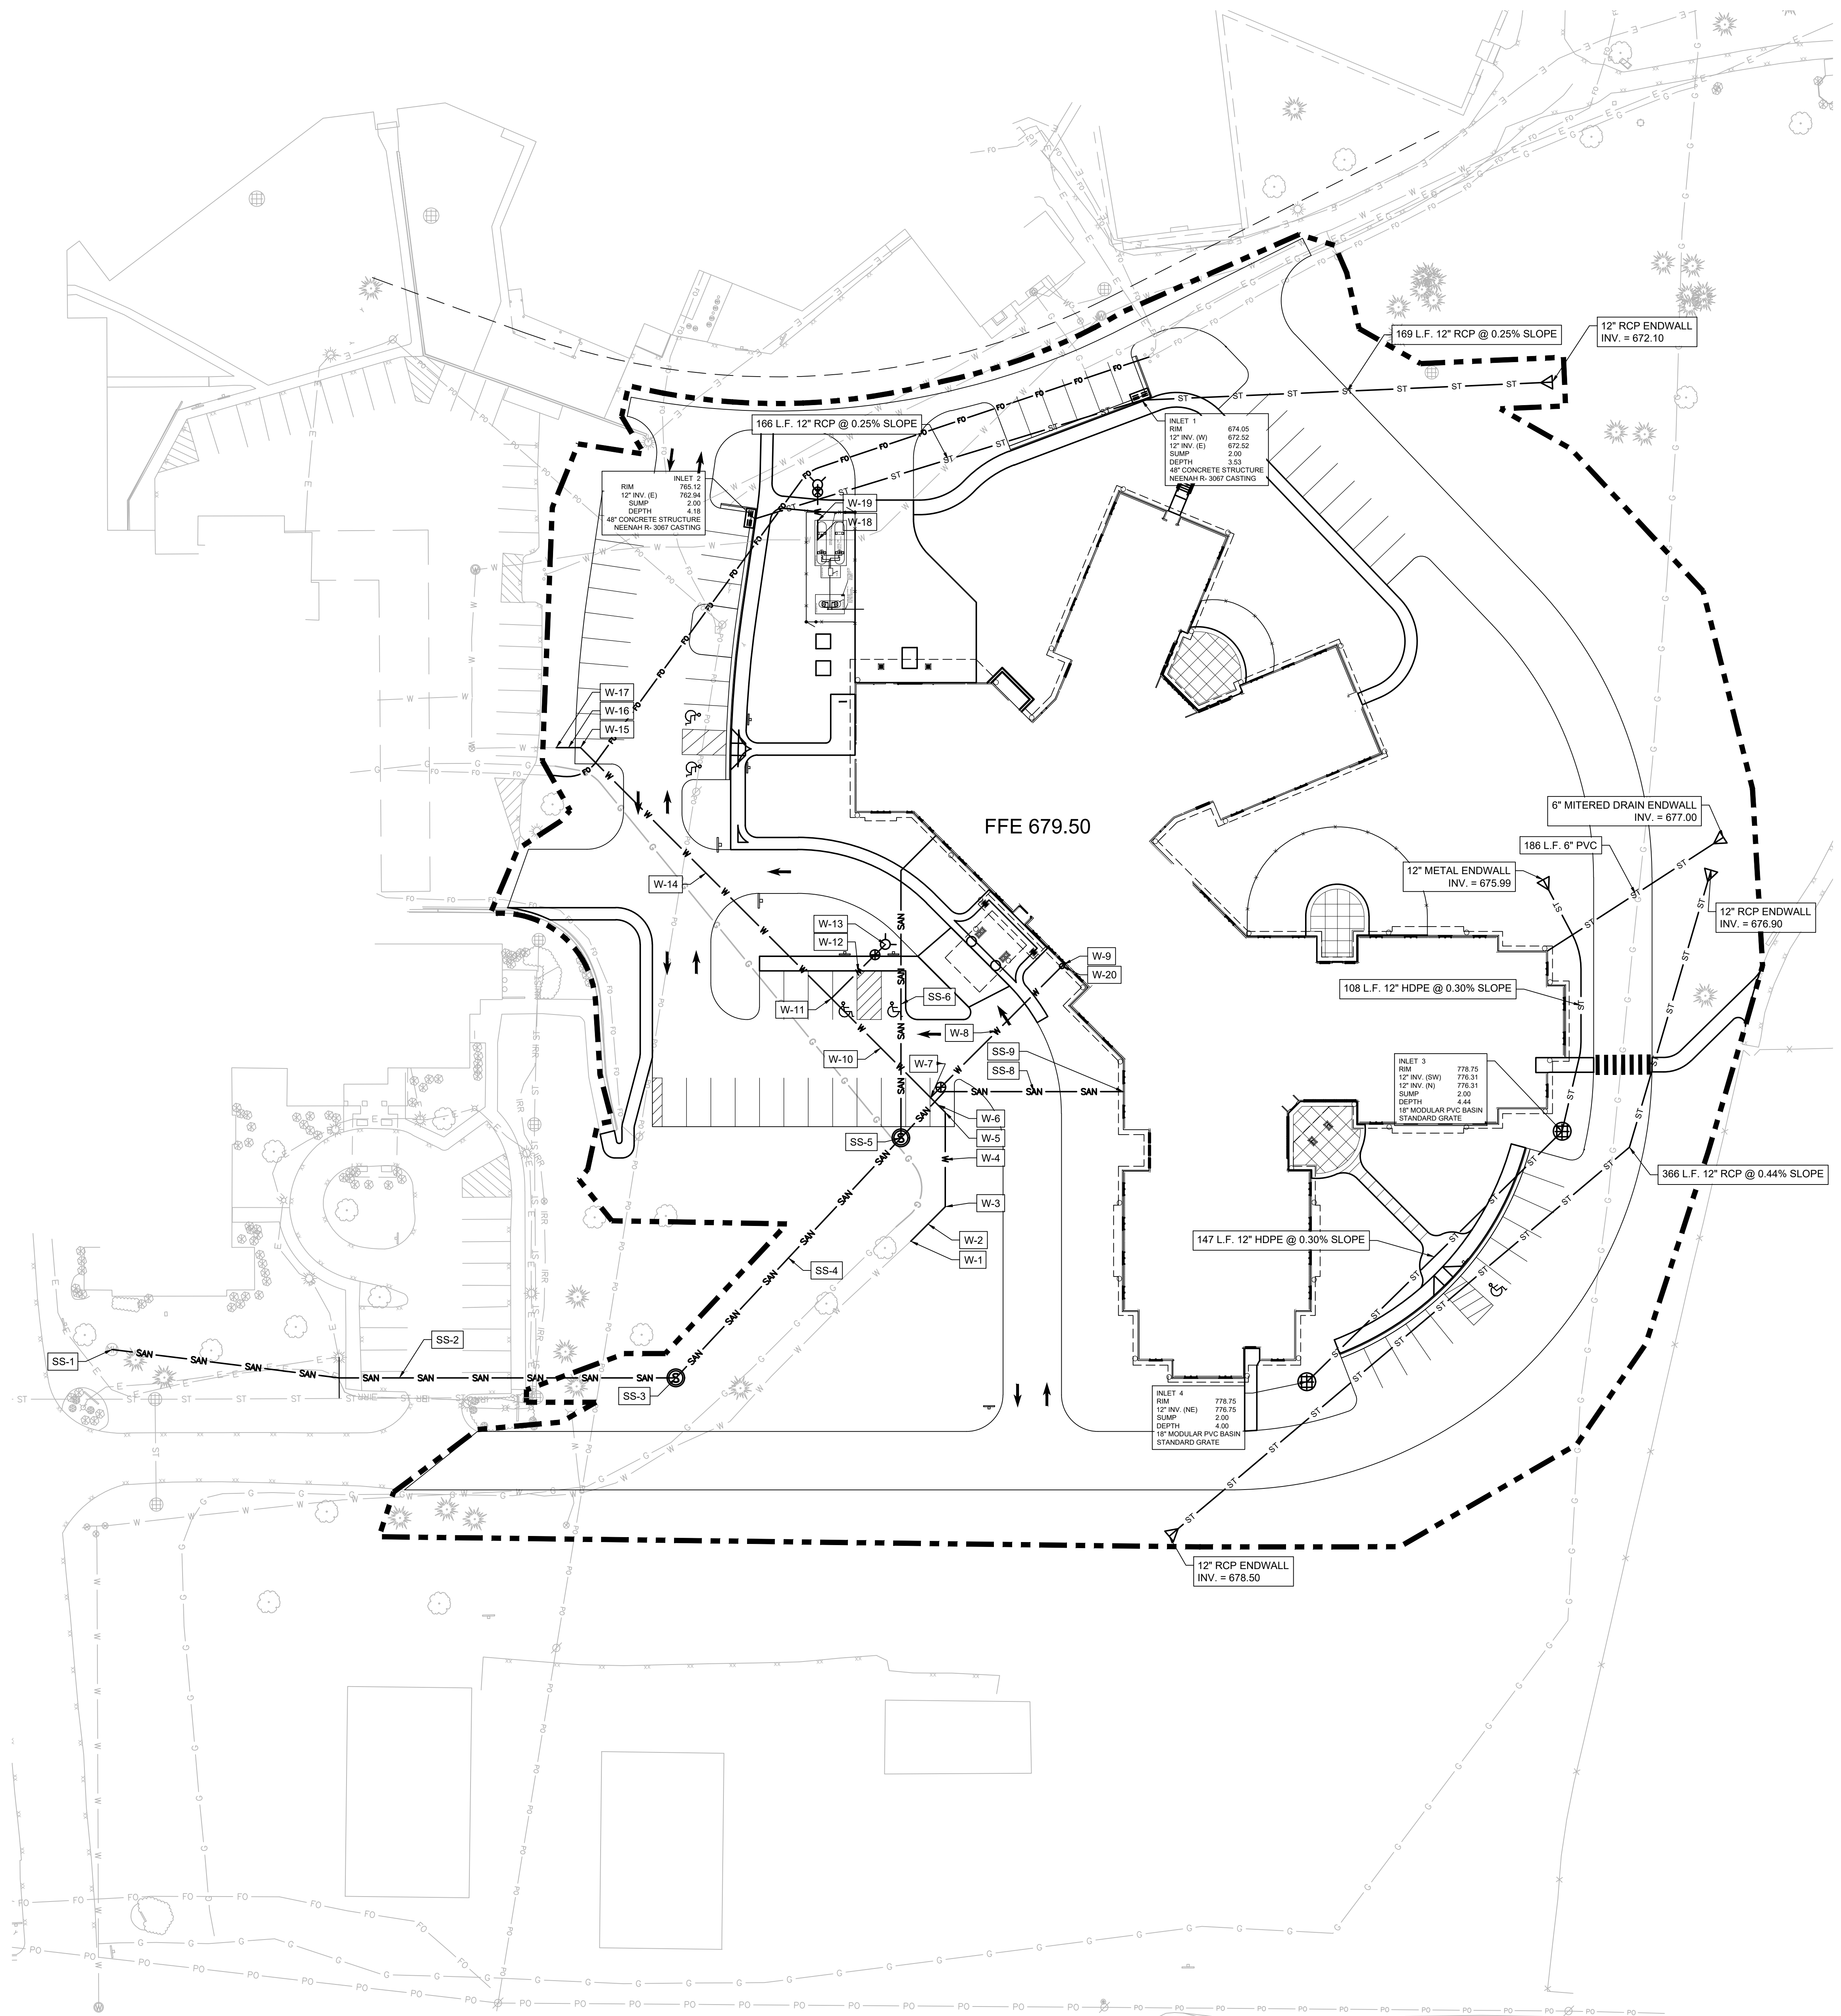 169 L.F. 12" RCP @ 0.25% SLOPE
12" RCP ENDWALL
INV. = 672.10
166 L.F. 12" RCP @ 0.25% SLOPE
INLET 1
RIM 674.05
12" INV. (W) 672.52
12" INV. (E) 672.52
SUMP 2.00
DEPTH 3.53
48" CONCRETE STRUCTURE
NEENAH R- 3067 CASTING
INLET 2
RIM 765.12
12" INV. (E) 762.94
SUMP 2.00
DEPTH 4.18
48" CONCRETE STRUCTURE
NEENAH R- 3067 CASTING
W-19
W-18
W-17
W-16
W-15
FFE 679.50
6" MITERED DRAIN ENDWALL
INV. = 677.00
186 L.F. 6" PVC
12" METAL ENDWALL
INV. = 675.99
12" RCP ENDWALL
INV. = 676.90
W-14
W-13
W-12
W-9
W-20
108 L.F. 12" HDPE @ 0.30% SLOPE
SS-6
W-11
W-8
W-10
W-7
SS-9
SS-8
INLET 3
RIM 778.75
12" INV. (SW) 776.31
12" INV. (N) 776.31
SUMP 2.00
DEPTH 4.44
18" MODULAR PVC BASIN
STANDARD GRATE
W-6
W-5
SS-5
W-4
366 L.F. 12" RCP @ 0.44% SLOPE
W-3
W-2
W-1
147 L.F. 12" HDPE @ 0.30% SLOPE
SS-4
SS-2
SS-1
SS-3
INLET 4
RIM 778.75
12" INV. (NE) 776.75
SUMP 2.00
DEPTH 4.00
18" MODULAR PVC BASIN
STANDARD GRATE
12" RCP ENDWALL
INV. = 678.50